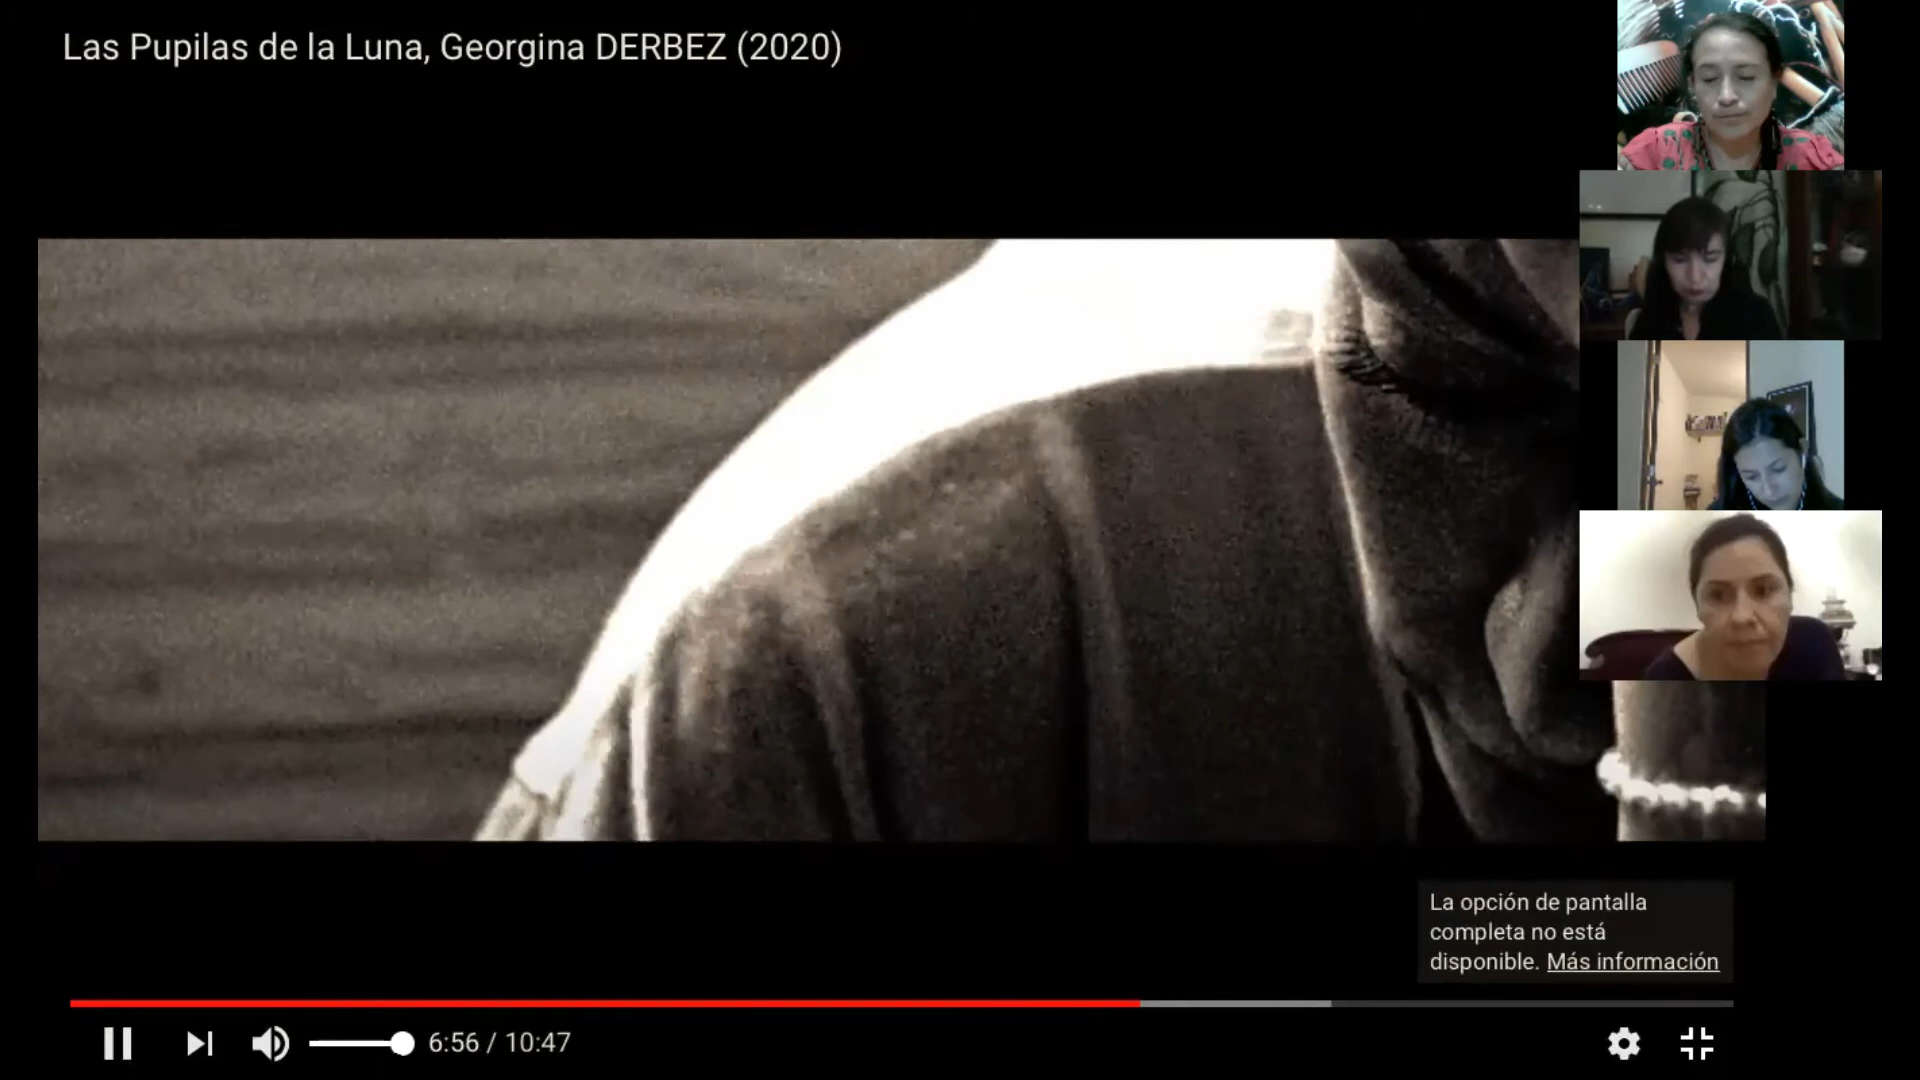 Las Pupilas de la Luna, Georgina DERBEZ (2020)
La opción de pantalla
completa no está
disponible. Más información
6:56 / 10:47